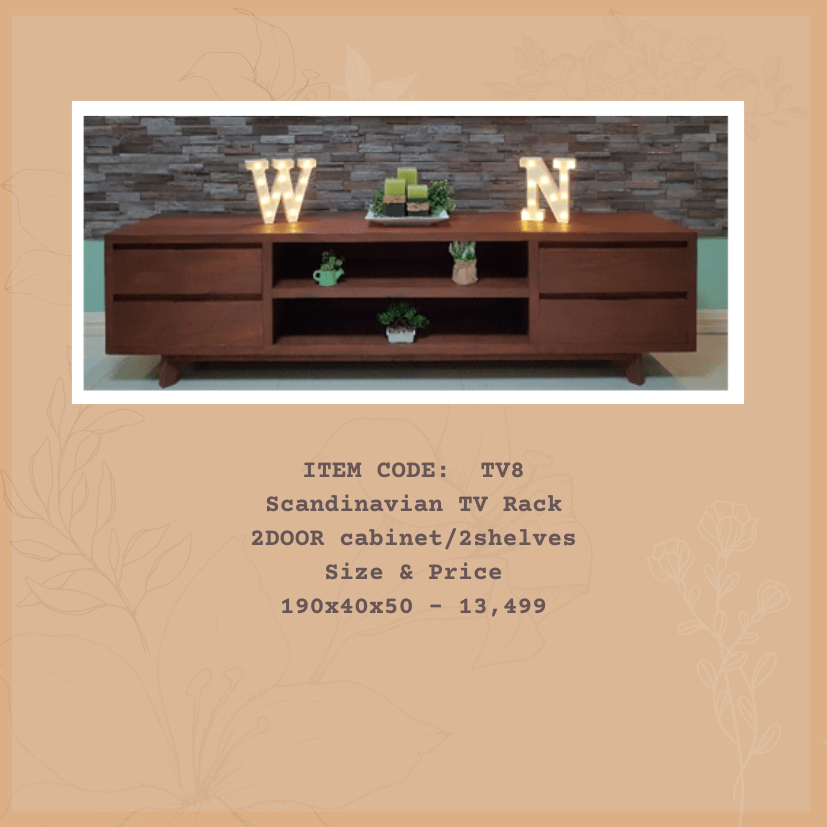 W N
ITEM CODE:  TV8
Scandinavian TV Rack
2DOOR cabinet/2shelves
Size & Price
190x40x50 - 13,499